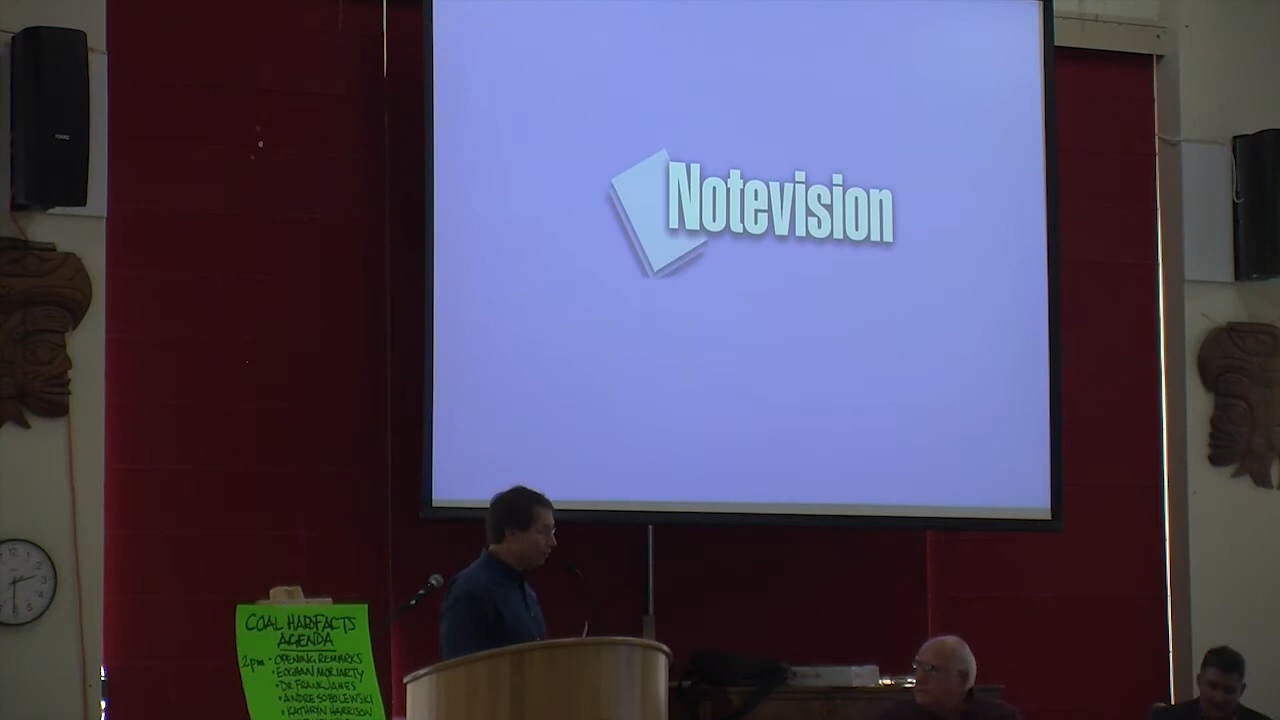 Notevision
COAL HARDFACTS
AGENDA
2pm - OPENING REMARKS
• EOGHAN MORIARTY
• DR FRANK JAMES
• ANDRE SOBOLEWSKI
• KATHRYN HARRISON